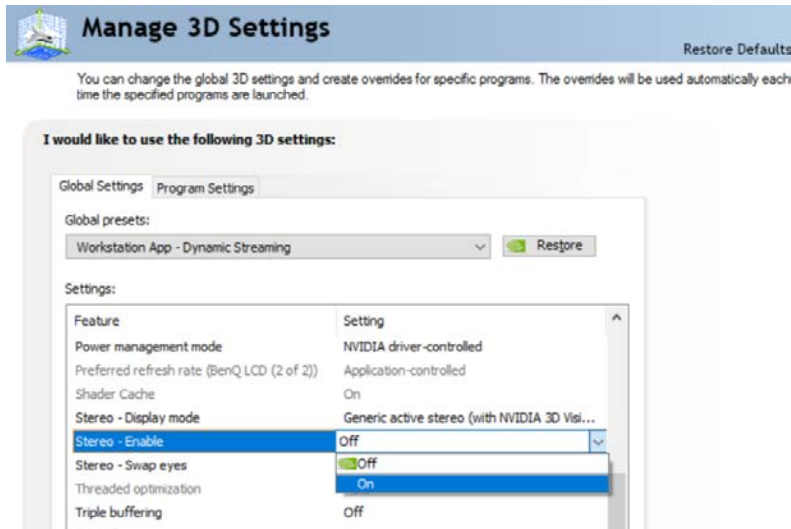 Manage 3D Settings
Restore Defaults
You can change the global 3D settings and create overrides for specific programs. The overrides will be used automatically each
time the specified programs are launched.
I would like to use the following 3D settings:
Global Settings Program Settings
Global presets:
Workstation App - Dynamic Streaming Restore
Settings:
Feature Setting
Power management mode NVIDIA driver-controlled
Preferred refresh rate (BenQ LCD (2 of 2)) Application-controlled
Shader Cache On
Stereo - Display mode Generic active stereo (with NVIDIA 3D Visi...
Stereo - Enable Off
Stereo - Swap eyes Off
Threaded optimization On
Triple buffering Off